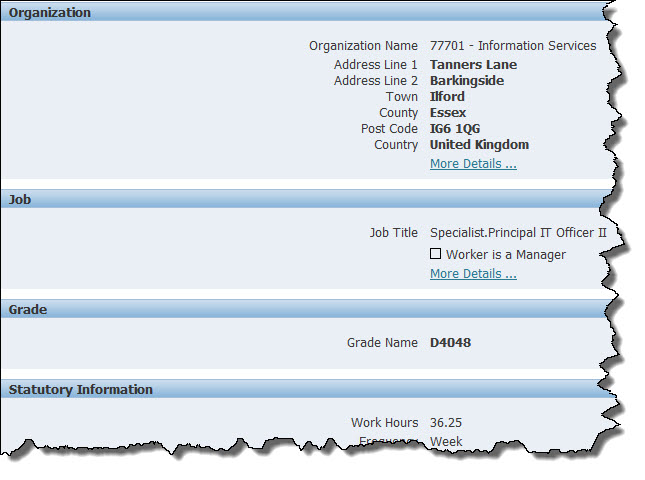 Organization
Organization Name 77701 - Information Services
Address Line 1 Tanners Lane
Address Line 2 Barkingside
Town Ilford
County Essex
Post Code IG6 1QG
Country United Kingdom
More Details ...
Job
Job Title Specialist.Principal IT Officer II
Worker is a Manager
More Details ...
Grade
Grade Name D4048
Statutory Information
Work Hours 36.25
Frequency Week